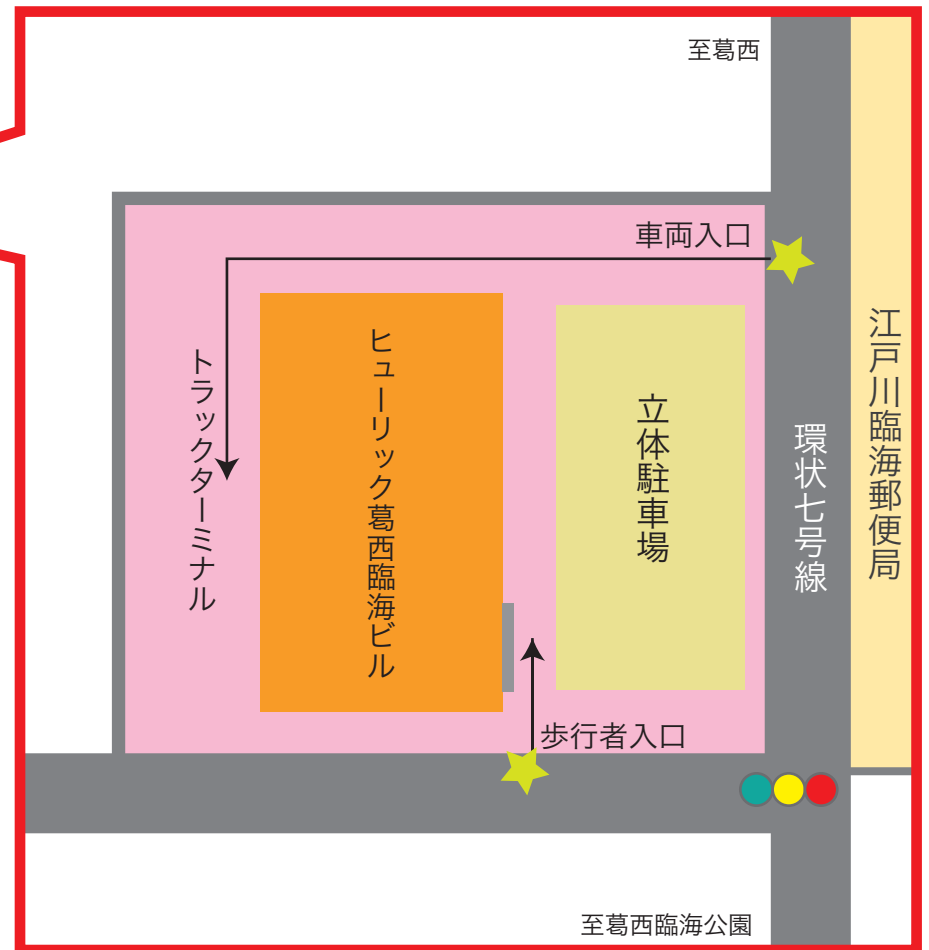 至葛西
車両入口
トラックターミナル
ヒューリック葛西臨海ビル
立体駐車場
環状七号線
江戸川臨海郵便局
歩行者入口
至葛西臨海公園